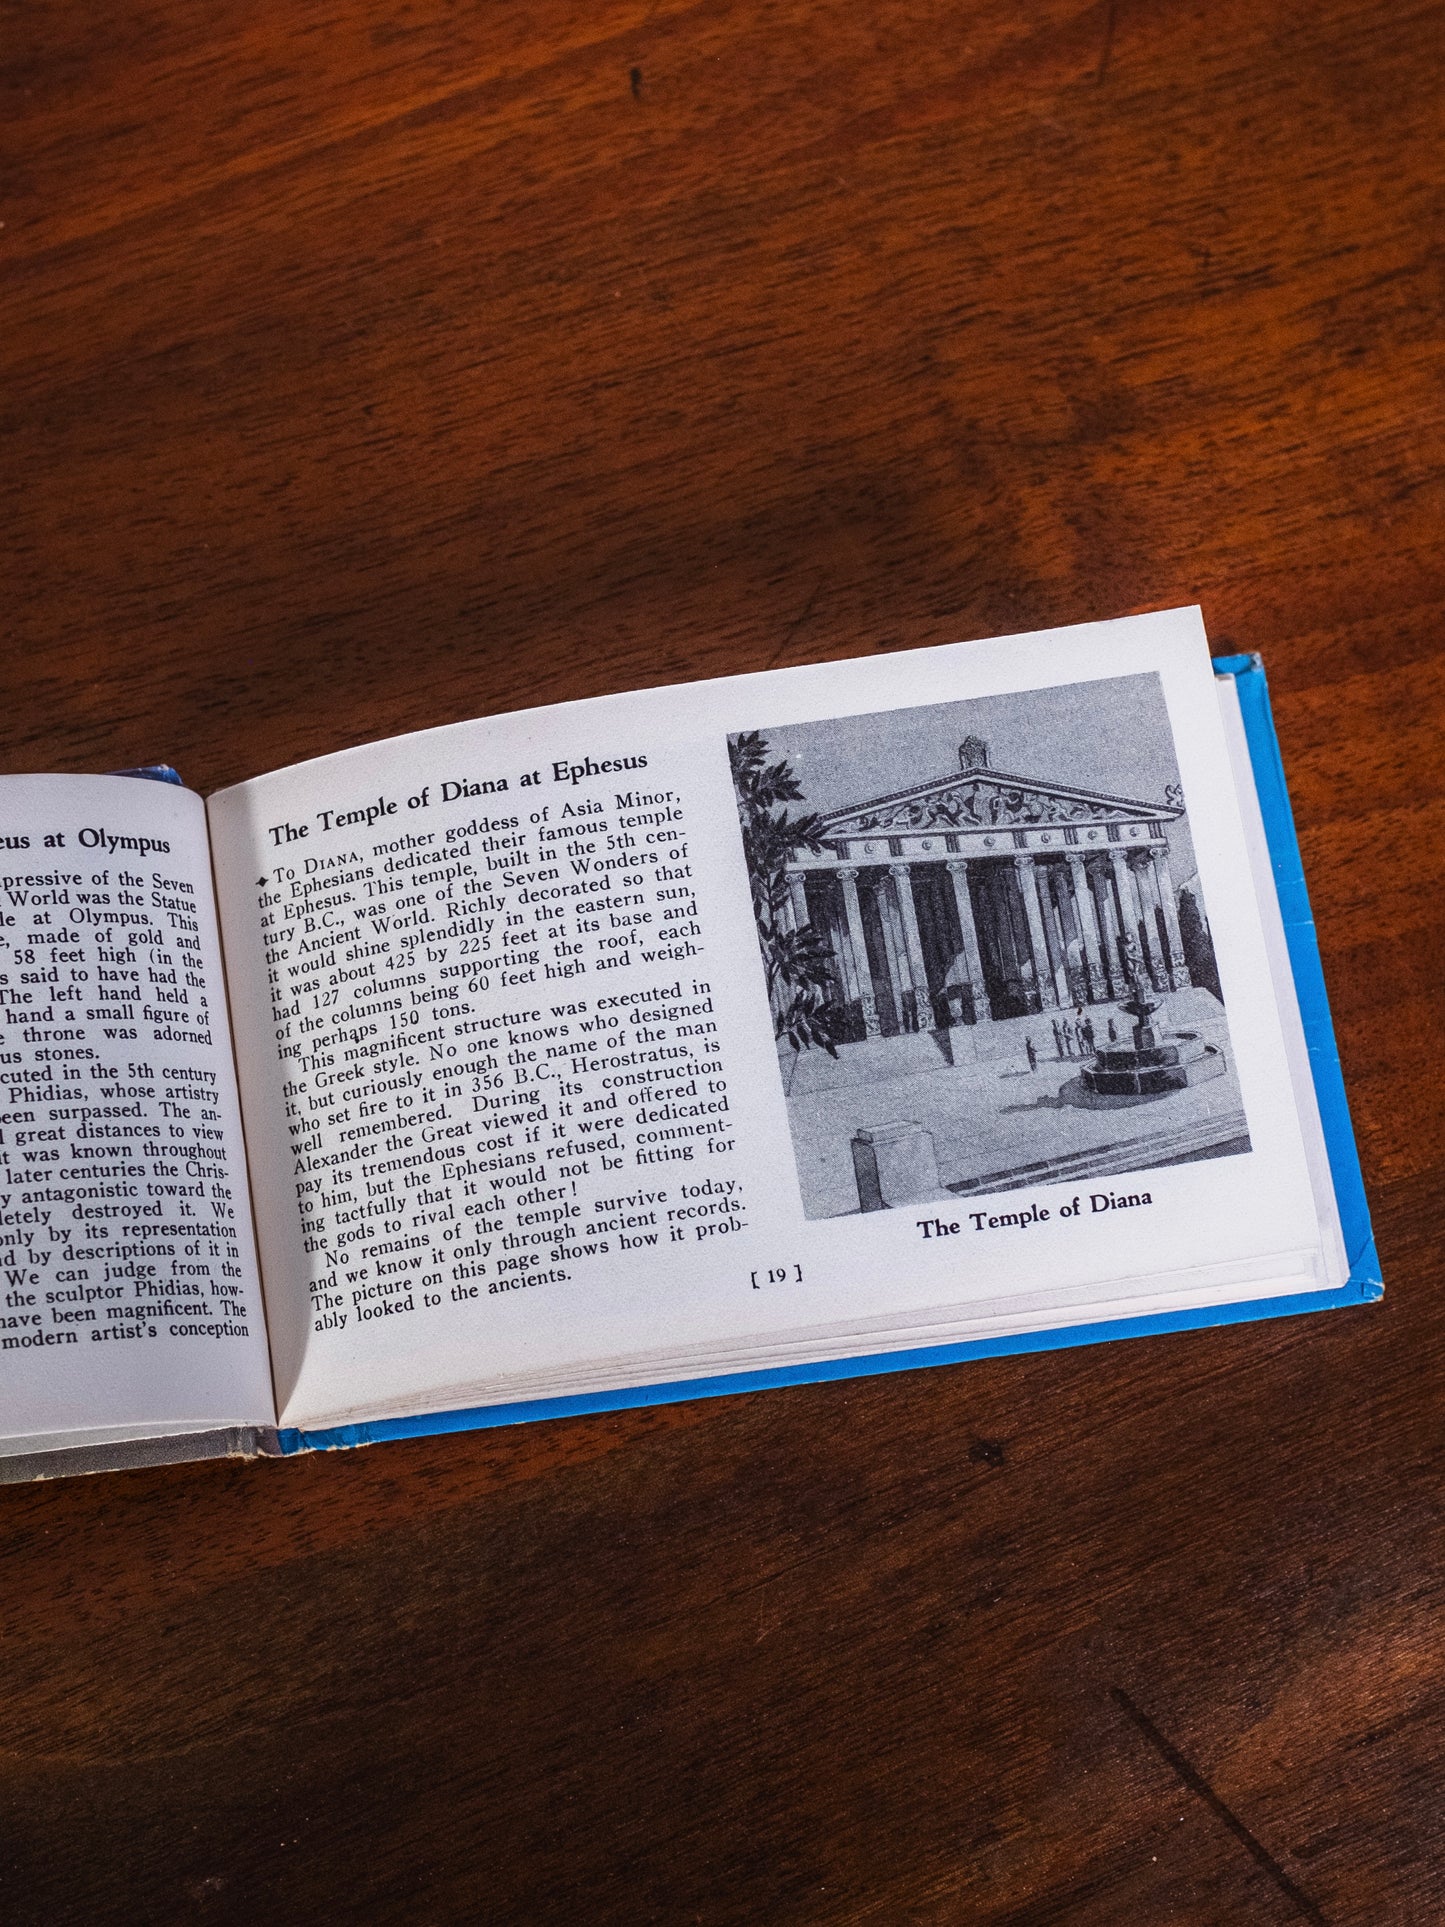 eus at Olympus
pressive of the Seven
World was the Statue
le at Olympus. This
e, made of gold and
58 feet high (in the
s said to have had the
The left hand held a
hand a small figure of
e throne was adorned
us stones.
cuted in the 5th century
Phidias, whose artistry
een surpassed. The an-
l great distances to view
it was known throughout
later centuries the Chris-
y antagonistic toward the
letely destroyed it. We
only by its representation
nd by descriptions of it in
We can judge from the
the sculptor Phidias, how-
have been magnificent. The
modern artist's conception
The Temple of Diana at Ephesus
To DIANA, mother goddess of Asia Minor,
the Ephesians dedicated their famous temple
at Ephesus. This temple, built in the 5th cen-
tury B.C., was one of the Seven Wonders of
the Ancient World. Richly decorated so that
it would shine splendidly in the eastern sun,
it was about 425 by 225 feet at its base and
had 127 columns supporting the roof, each
of the columns being 60 feet high and weigh-
ing perhaps 150 tons.
This magnificent structure was executed in
the Greek style. No one knows who designed
it, but curiously enough the name of the man
who set fire to it in 356 B.C., Herostratus, is
well remembered. During its construction
Alexander the Great viewed it and offered to
pay its tremendous cost if it were dedicated
to him, but the Ephesians refused, comment-
ing tactfully that it would not be fitting for
the gods to rival each other!
No remains of the temple survive today,
and we know it only through ancient records.
The picture on this page shows how it prob-
ably looked to the ancients.
The Temple of Diana
[ 19 ]